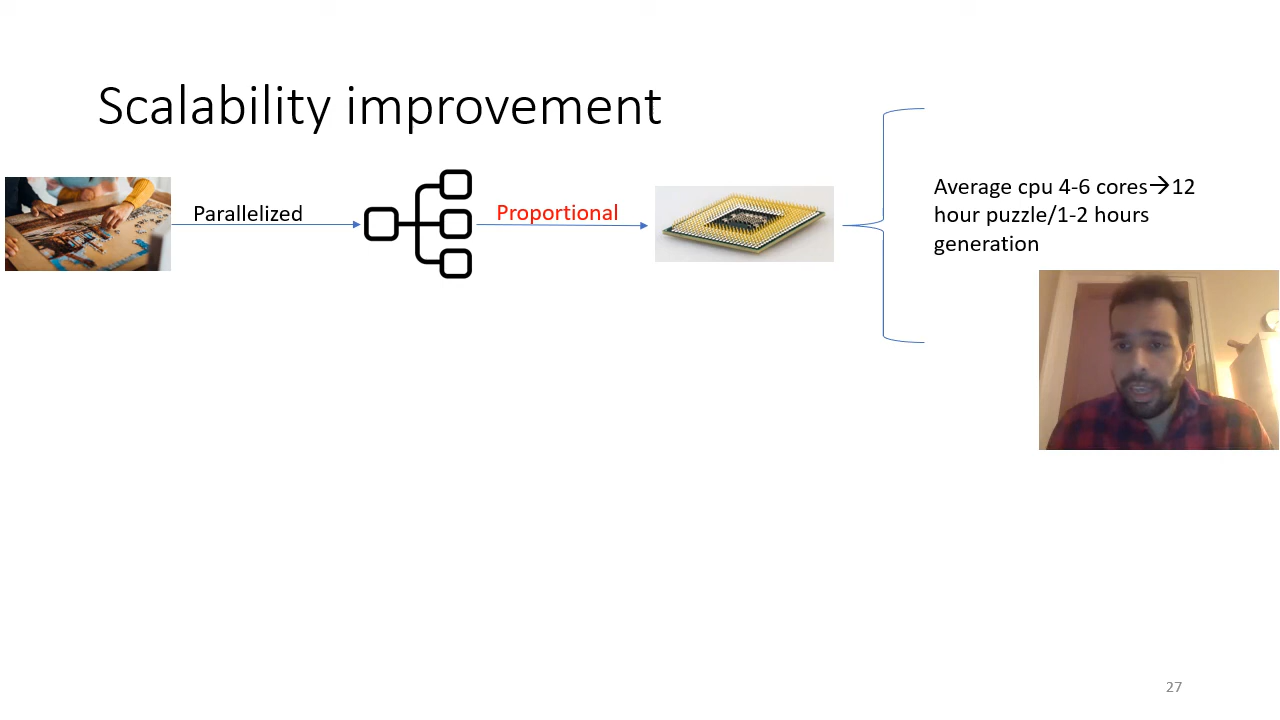 Scalability improvement
Parallelized
Proportional
Average cpu 4-6 cores→12
hour puzzle/1-2 hours
generation
27